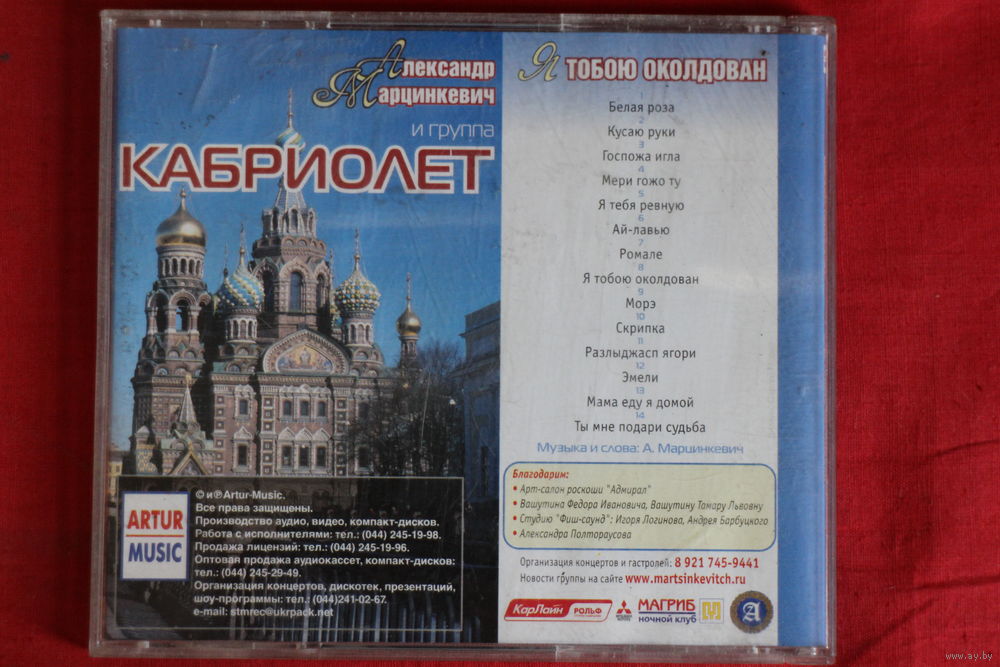 Александр
Марцинкевич
и группа
КАБРИОЛЕТ
Я ТОБОЮ ОКОЛДОВАН
1
Белая роза
2
Кусаю руки
3
Госпожа игла
4
Мери гожо ту
5
Я тебя ревную
6
Ай-лавью
7
Ромале
8
Я тобою околдован
9
Морэ
10
Скрипка
11
Разлыджасп ягори
12
Эмели
13
Мама еду я домой
14
Ты мне подари судьба
Музыка и слова: А. Марцинкевич
Благодарим:
• Арт-салон роскоши "Адмирал"
• Вашутина Федора Ивановича, Вашутину Тамару Львовну
• Студию "Фиш-саунд": Игоря Логинова, Андрея Барбуцкого
• Александра Полтораусова
Организация концертов и гастролей: 8 921 745-9441
Новости группы на сайте www.martsinkevitch.ru
КарЛайн
РОЛЬФ
МАГРИБ
НОЧНОЙ КЛУБ
А
ARTUR
MUSIC
© и ℗ Artur-Music.
Все права защищены.
Производство аудио, видео, компакт-дисков.
Работа с исполнителями: тел.: (044) 245-19-98.
Продажа лицензий: тел.: (044) 245-19-96.
Оптовая продажа аудиокассет, компакт-дисков:
тел.: (044) 245-29-49.
Организация концертов, дискотек, презентаций,
шоу-программы: тел.: (044)241-02-67.
e-mail: stmrec@ukrpack.net
www.ay.by